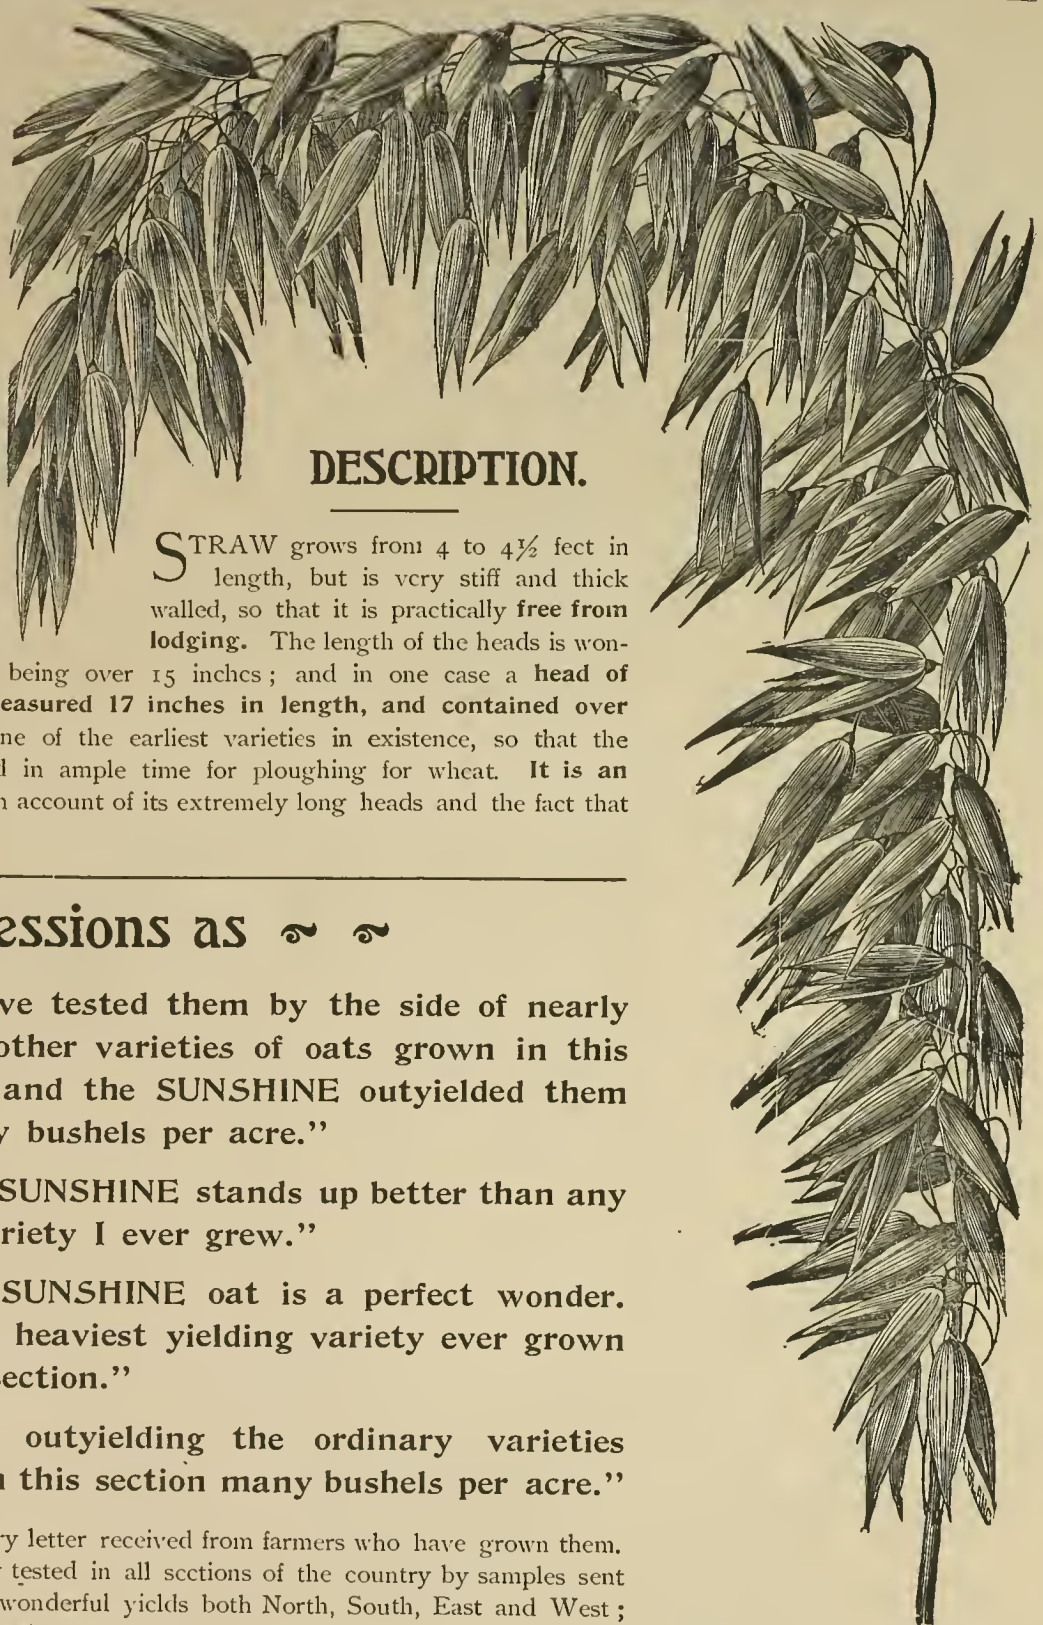 DESCRIPTION.
STRAW grows from 4 to 4½ feet in
length, but is very stiff and thick
walled, so that it is practically free from
lodging. The length of the heads is won-
being over 15 inches ; and in one case a head of
easured 17 inches in length, and contained over
ne of the earliest varieties in existence, so that the
d in ample time for ploughing for wheat. It is an
n account of its extremely long heads and the fact that
essions as
ve tested them by the side of nearly
other varieties of oats grown in this
and the SUNSHINE outyielded them
y bushels per acre.”
SUNSHINE stands up better than any
riety I ever grew.”
SUNSHINE oat is a perfect wonder.
heaviest yielding variety ever grown
ection.”
outyielding the ordinary varieties
n this section many bushels per acre.”
ry letter received from farmers who have grown them.
tested in all sections of the country by samples sent
wonderful yields both North, South, East and West ;